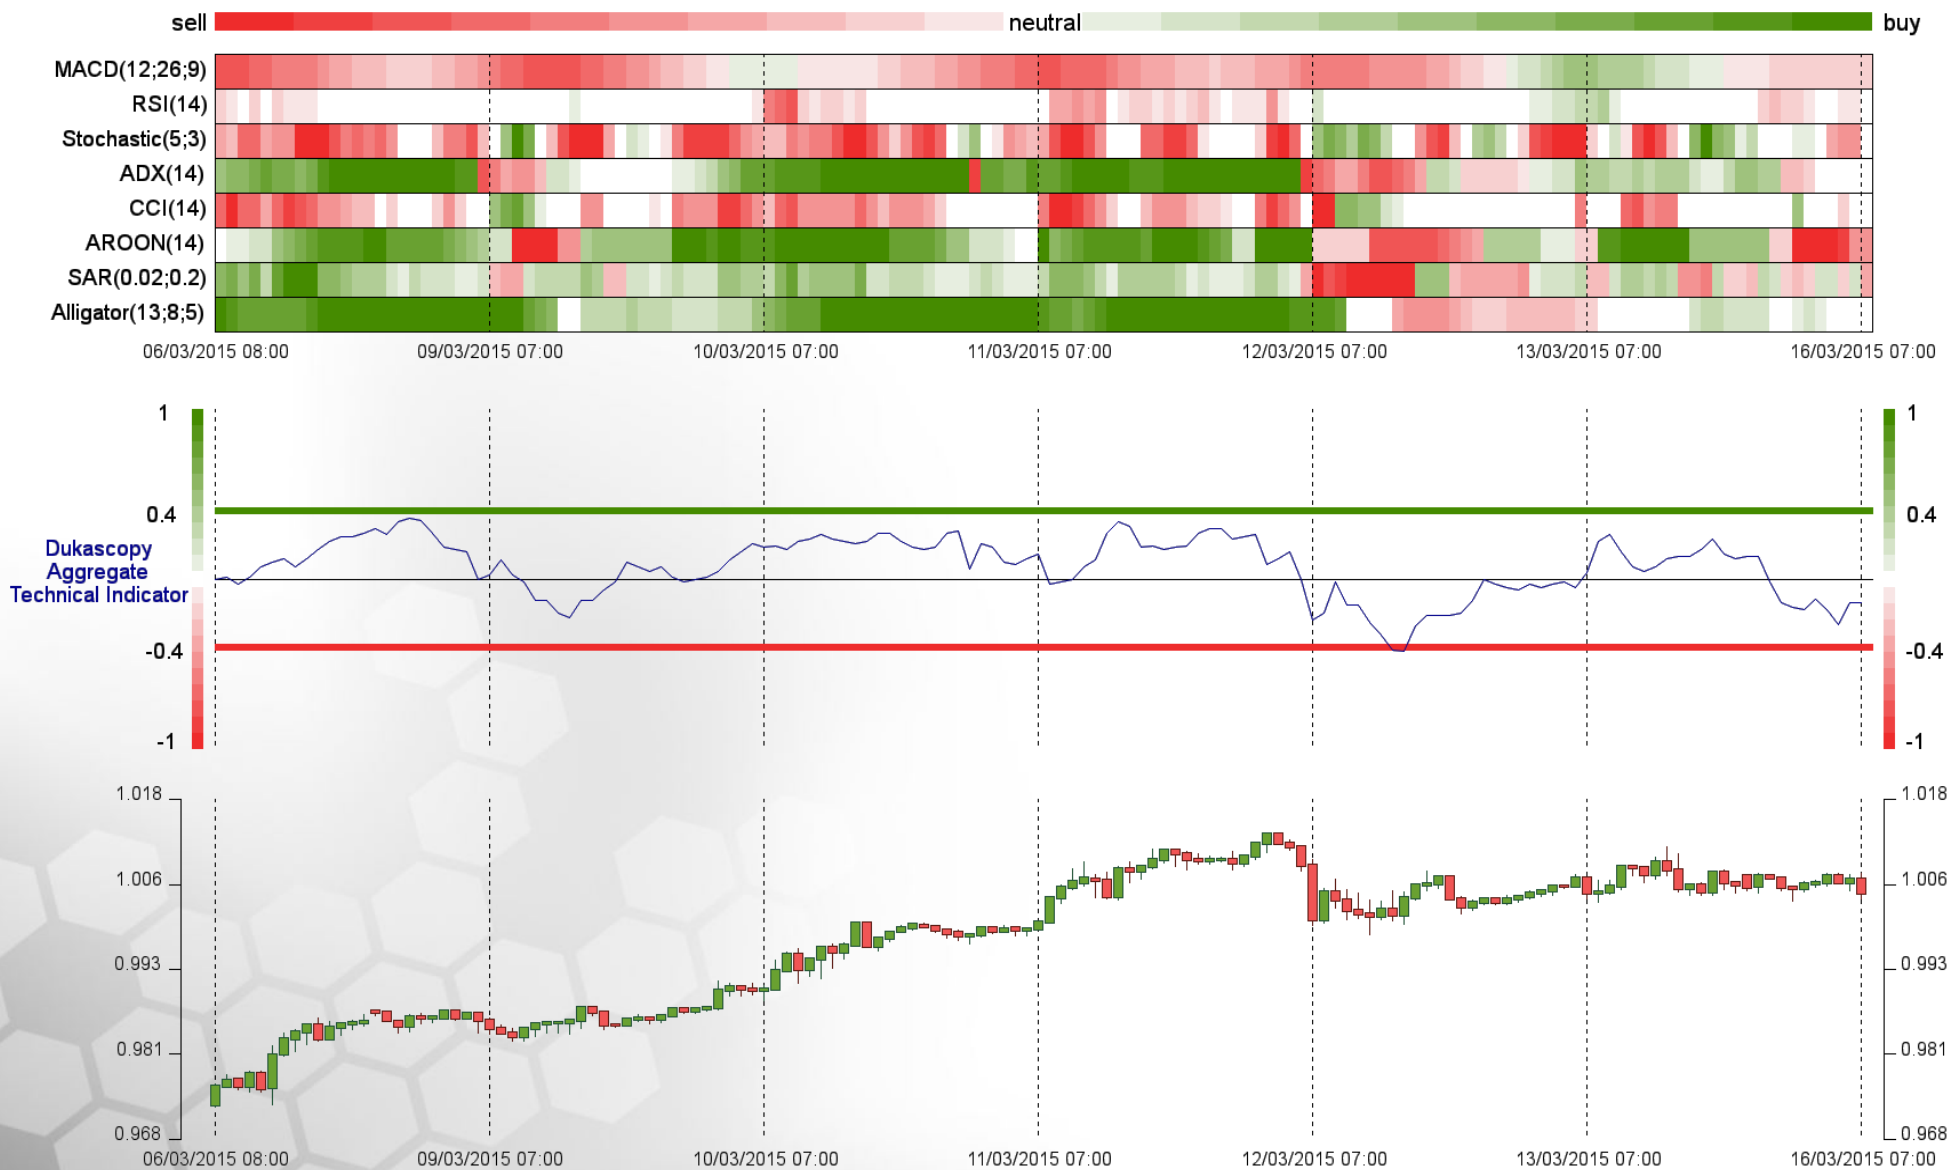 sell neutral buy
MACD(12;26;9)
RSI(14)
Stochastic(5;3)
ADX(14)
CCI(14)
AROON(14)
SAR(0.02;0.2)
Alligator(13;8;5)
06/03/2015 08:00 09/03/2015 07:00 10/03/2015 07:00 11/03/2015 07:00 12/03/2015 07:00 13/03/2015 07:00 16/03/2015 07:00
1 1
0.4 0.4
Dukascopy
Aggregate
Technical Indicator
-0.4 -0.4
-1 -1
1.018 1.018
1.006 1.006
0.993 0.993
0.981 0.981
0.968 0.968
06/03/2015 08:00 09/03/2015 07:00 10/03/2015 07:00 11/03/2015 07:00 12/03/2015 07:00 13/03/2015 07:00 16/03/2015 07:00